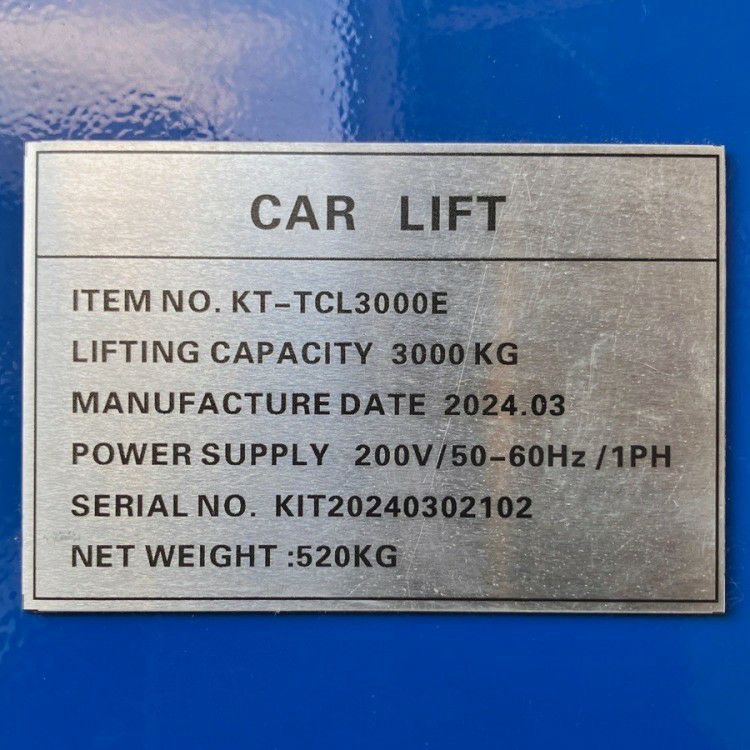 CAR LIFT
ITEM NO. KT-TCL3000E
LIFTING CAPACITY 3000 KG
MANUFACTURE DATE 2024.03
POWER SUPPLY 200V/50-60Hz /1PH
SERIAL NO. KIT20240302102
NET WEIGHT :520KG